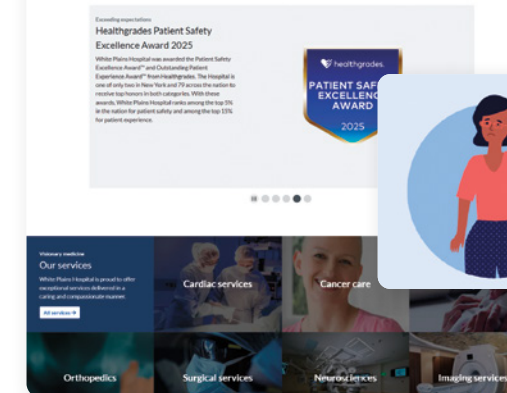 Exceeding expectations
Healthgrades Patient Safety
Excellence Award 2025
White Plains Hospital was awarded the Patient Safety
Excellence Award™ and Outstanding Patient
Experience Award™ from Healthgrades. The Hospital is
one of only two in New York and 79 across the nation to
receive top honors in both categories. With these
awards, White Plains Hospital ranks among the top 5%
in the nation for patient safety and among the top 15%
for patient experience.
healthgrades.
PATIENT SAF
EXCELLENC
AWARD
2025
Visionary medicine
Our services
White Plains Hospital is proud to offer
exceptional services delivered in a
caring and compassionate manner.
All services
Cardiac services
Cancer care
Orthopedics
Surgical services
Neurosciences
Imaging services